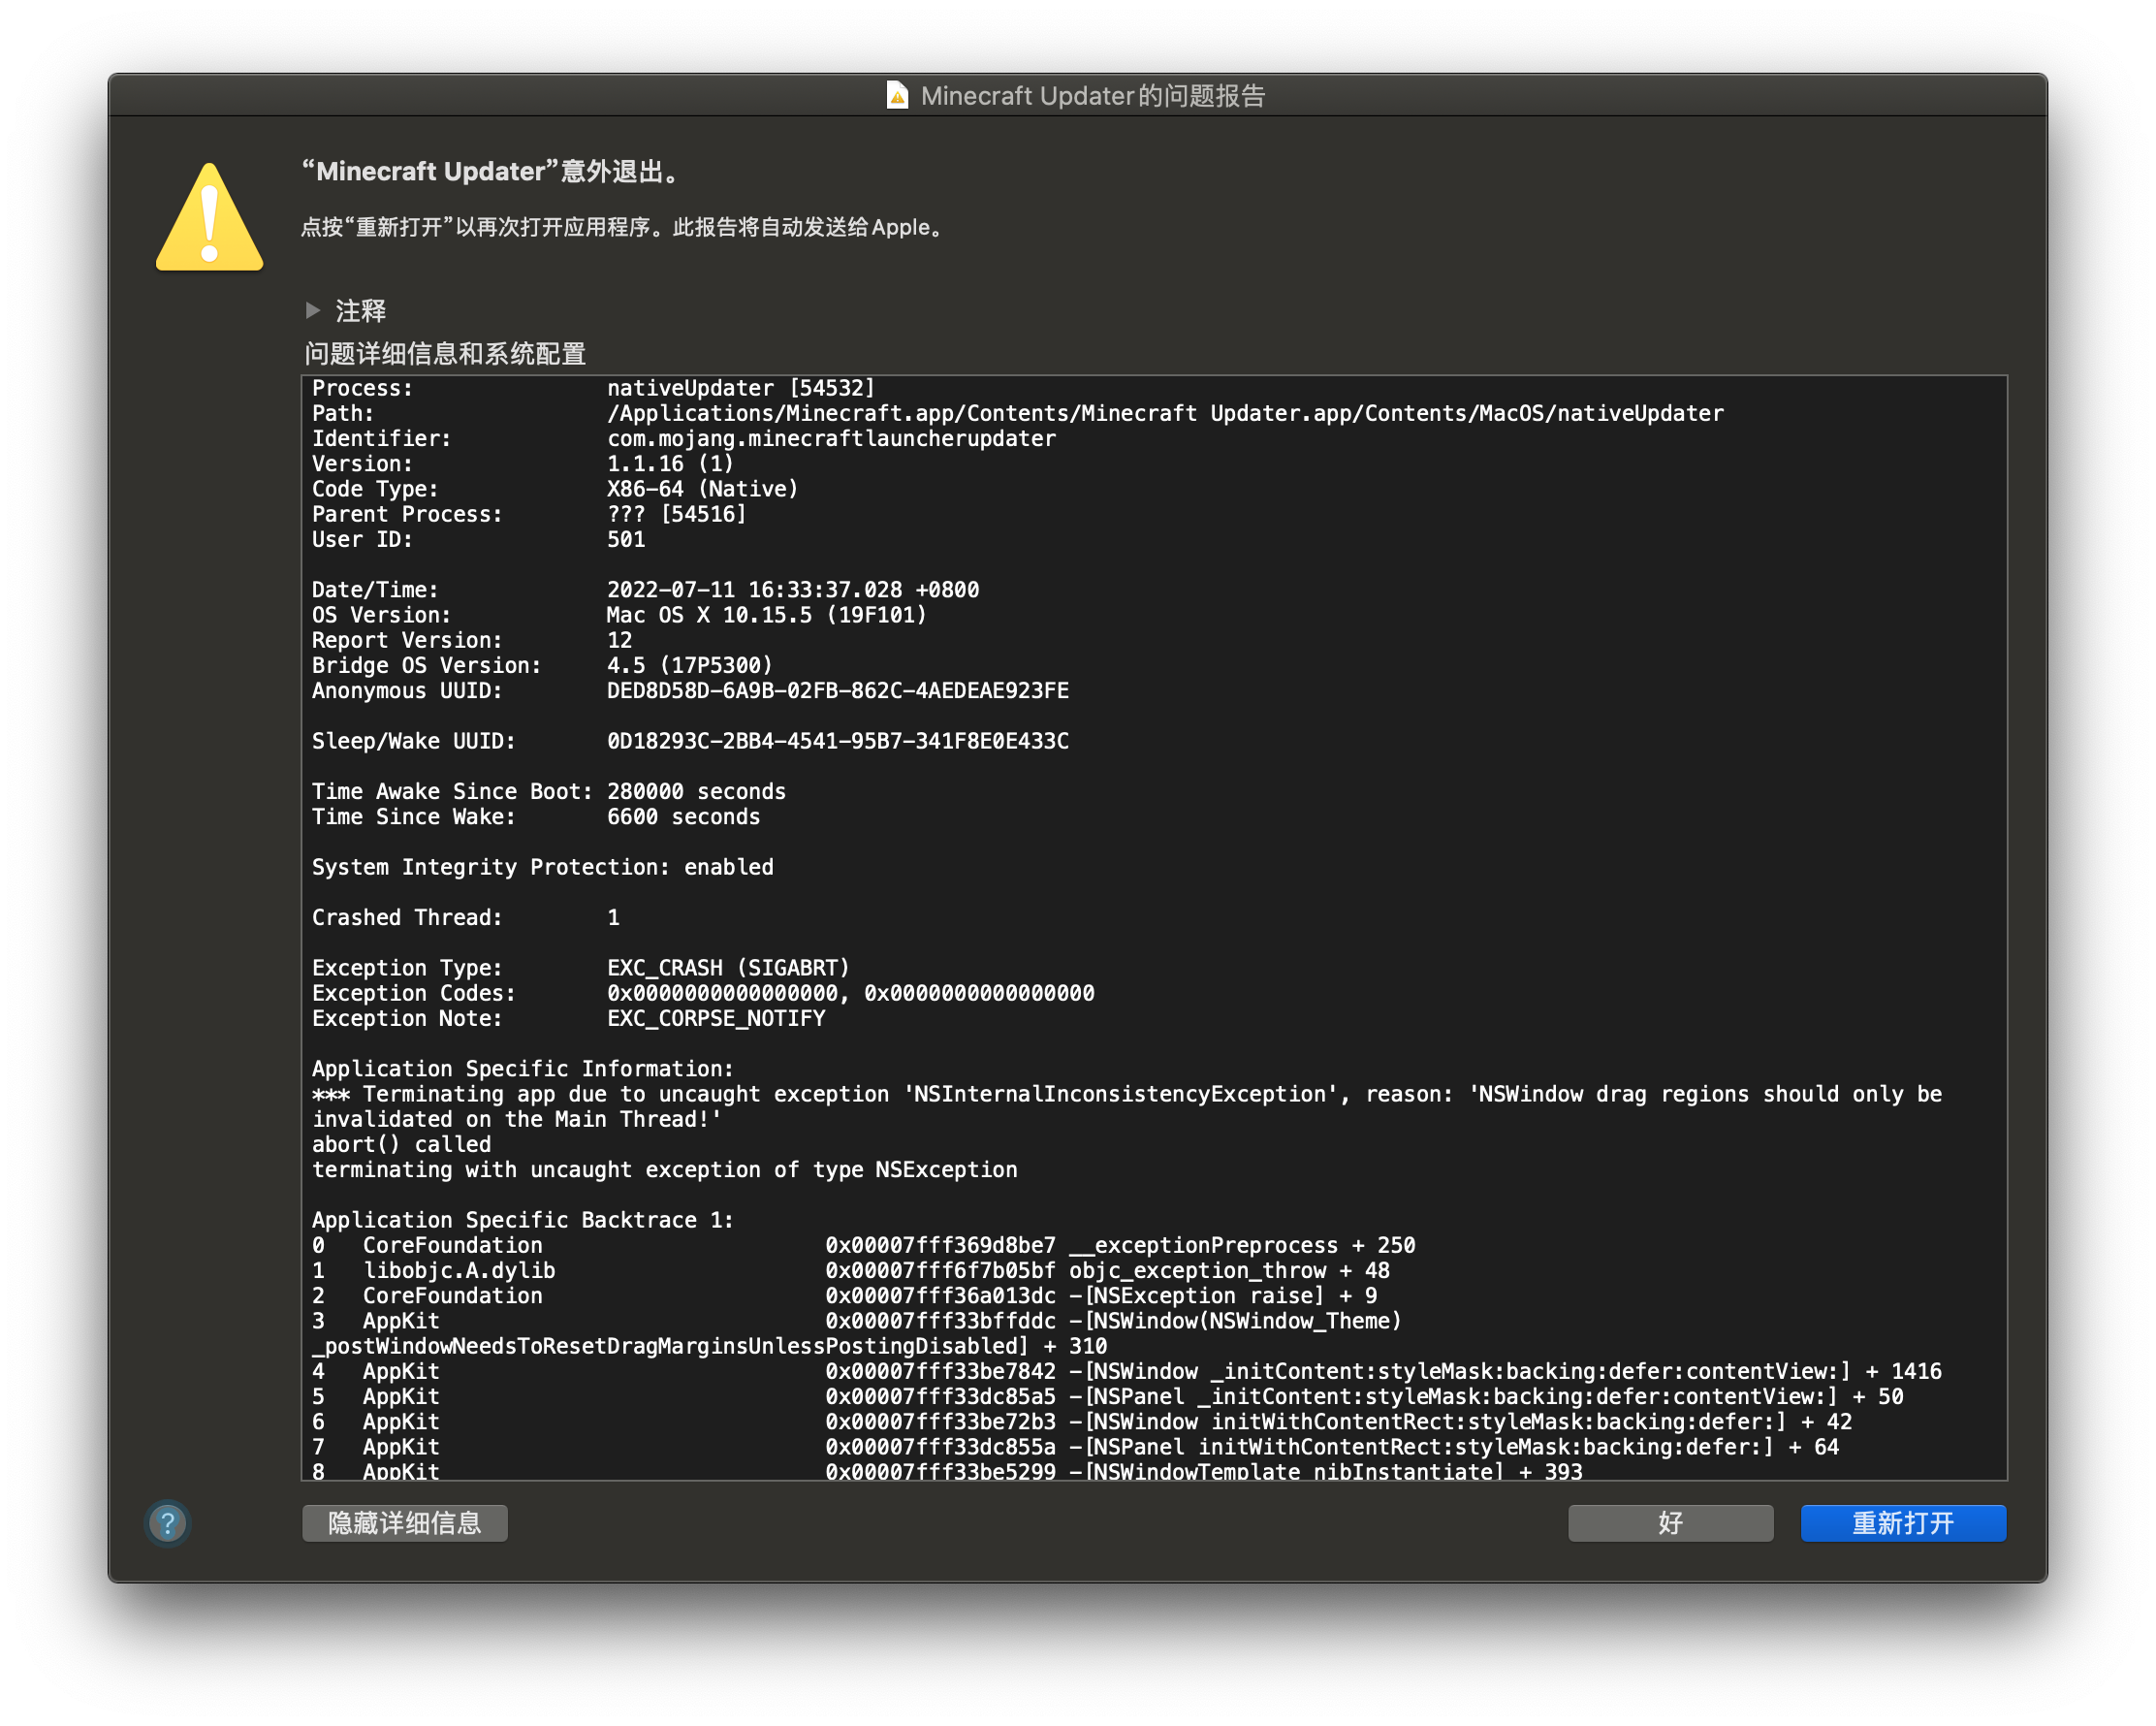 Minecraft Updater的问题报告
“Minecraft Updater”意外退出。
点按“重新打开”以再次打开应用程序。此报告将自动发送给Apple。
注释
问题详细信息和系统配置
Process: nativeUpdater [54532]
Path: /Applications/Minecraft.app/Contents/Minecraft Updater.app/Contents/MacOS/nativeUpdater
Identifier: com.mojang.minecraftlauncherupdater
Version: 1.1.16 (1)
Code Type: X86-64 (Native)
Parent Process: ??? [54516]
User ID: 501
Date/Time: 2022-07-11 16:33:37.028 +0800
OS Version: Mac OS X 10.15.5 (19F101)
Report Version: 12
Bridge OS Version: 4.5 (17P5300)
Anonymous UUID: DED8D58D-6A9B-02FB-862C-4AEDEAE923FE
Sleep/Wake UUID: 0D18293C-2BB4-4541-95B7-341F8E0E433C
Time Awake Since Boot: 280000 seconds
Time Since Wake: 6600 seconds
System Integrity Protection: enabled
Crashed Thread: 1
Exception Type: EXC_CRASH (SIGABRT)
Exception Codes: 0x0000000000000000, 0x0000000000000000
Exception Note: EXC_CORPSE_NOTIFY
Application Specific Information:
*** Terminating app due to uncaught exception 'NSInternalInconsistencyException', reason: 'NSWindow drag regions should only be
invalidated on the Main Thread!'
abort() called
terminating with uncaught exception of type NSException
Application Specific Backtrace 1:
0 CoreFoundation 0x00007fff369d8be7 __exceptionPreprocess + 250
1 libobjc.A.dylib 0x00007fff6f7b05bf objc_exception_throw + 48
2 CoreFoundation 0x00007fff36a013dc -[NSException raise] + 9
3 AppKit 0x00007fff33bffddc -[NSWindow(NSWindow_Theme)
_postWindowNeedsToResetDragMarginsUnlessPostingDisabled] + 310
4 AppKit 0x00007fff33be7842 -[NSWindow _initContent:styleMask:backing:defer:contentView:] + 1416
5 AppKit 0x00007fff33dc85a5 -[NSPanel _initContent:styleMask:backing:defer:contentView:] + 50
6 AppKit 0x00007fff33be72b3 -[NSWindow initWithContentRect:styleMask:backing:defer:] + 42
7 AppKit 0x00007fff33dc855a -[NSPanel initWithContentRect:styleMask:backing:defer:] + 64
8 AppKit 0x00007fff33be5299 -[NSWindowTemplate nibInstantiate] + 393
?
隐藏详细信息
好
重新打开